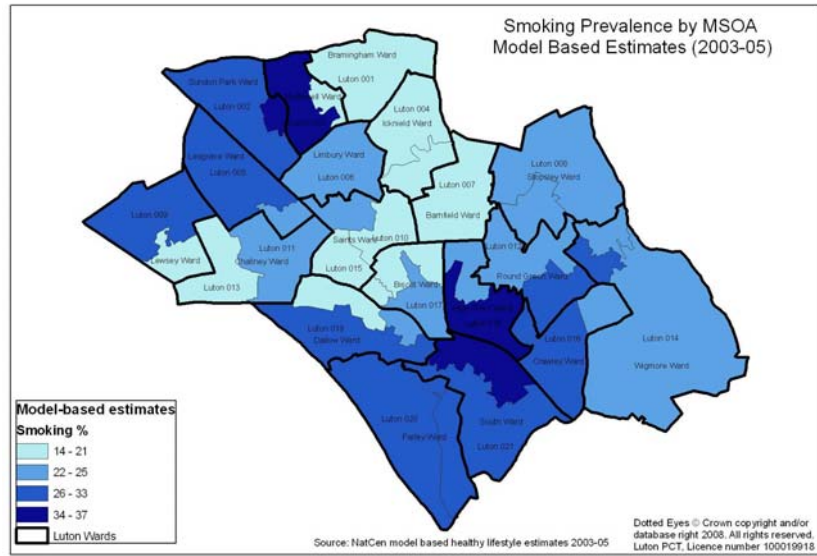 Smoking Prevalence by MSOA
Model Based Estimates (2003-05)
Bramingham Ward
Luton 001
Sundon Park Ward
Luton 002
Luton 004
Icknield Ward
Limbury Ward
Luton 006
Leagrave Ward
Luton 005
Luton 007
Barnfield Ward
Stopsley Ward
Luton 009
Lewsey Ward
Luton 011
Challney Ward
Saints Ward
Luton 010
Luton 015
Luton 013
Biscot Ward
Luton 017
Round Green Ward
Luton 014
Wigmore Ward
Dallow Ward
Luton 016
Crawley Ward
Luton 020
Farley Ward
South Ward
Luton 021
Model-based estimates
Smoking %
14 - 21
22 - 25
26 - 33
34 - 37
Luton Wards
Source: NatCen model based healthy lifestyle estimates 2003-05
Dotted Eyes © Crown copyright and/or
database right 2008. All rights reserved.
Luton PCT, Licence number 100019918